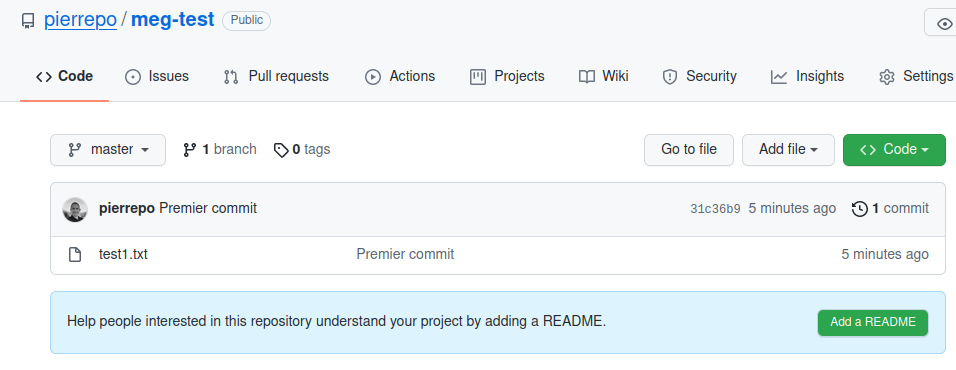 pierrepo / meg-test Public
Code Issues Pull requests Actions Projects Wiki Security Insights Settings
master 1 branch 0 tags Go to file Add file Code
pierrepo Premier commit 31c36b9 5 minutes ago 1 commit
test1.txt Premier commit 5 minutes ago
Help people interested in this repository understand your project by adding a README. Add a README